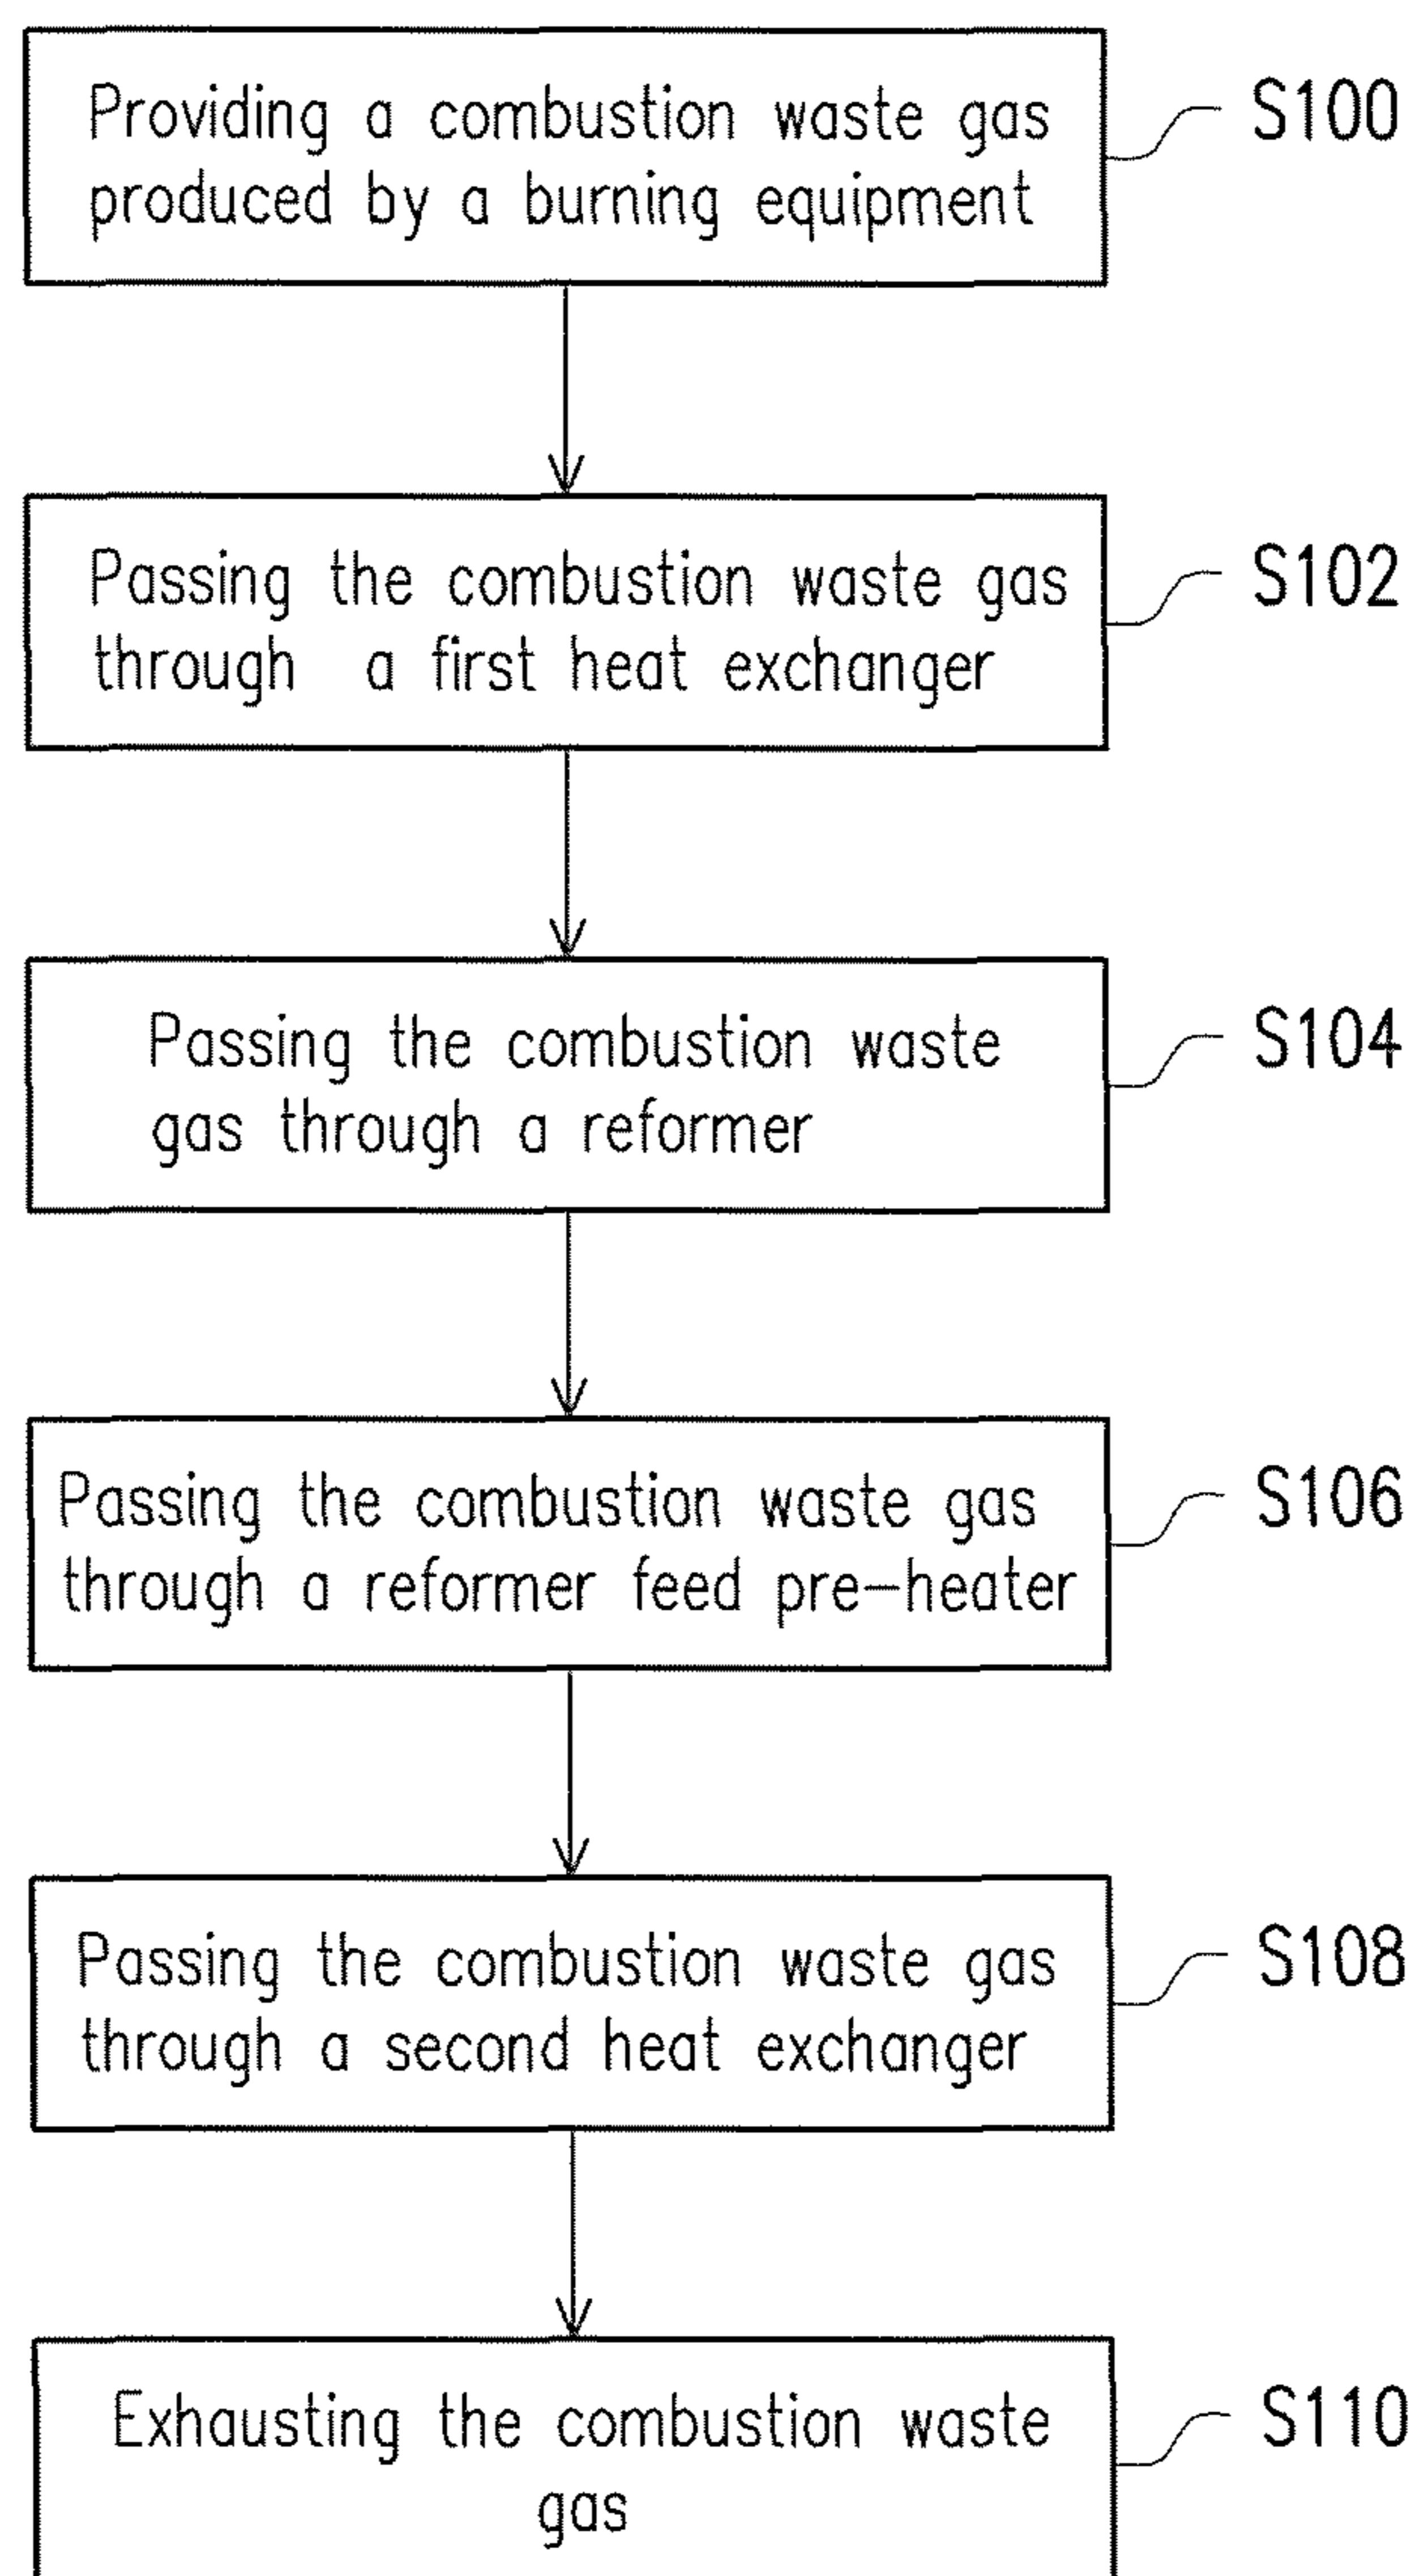 Providing a combustion waste gas
produced by a burning equipment
S100
Passing the combustion waste gas
through a first heat exchanger
S102
Passing the combustion waste
gas through a reformer
S104
Passing the combustion waste gas
through a reformer feed pre-heater
S106
Passing the combustion waste gas
through a second heat exchanger
S108
Exhausting the combustion waste
gas
S110